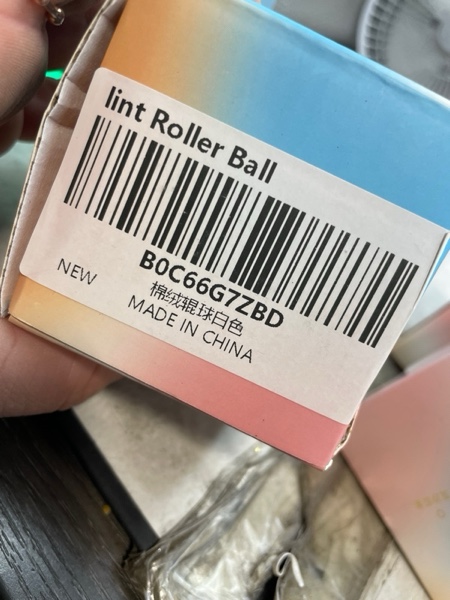 lint Roller Ball
B0C66G7ZBD
棉绒辊球白色
NEW
MADE IN CHINA